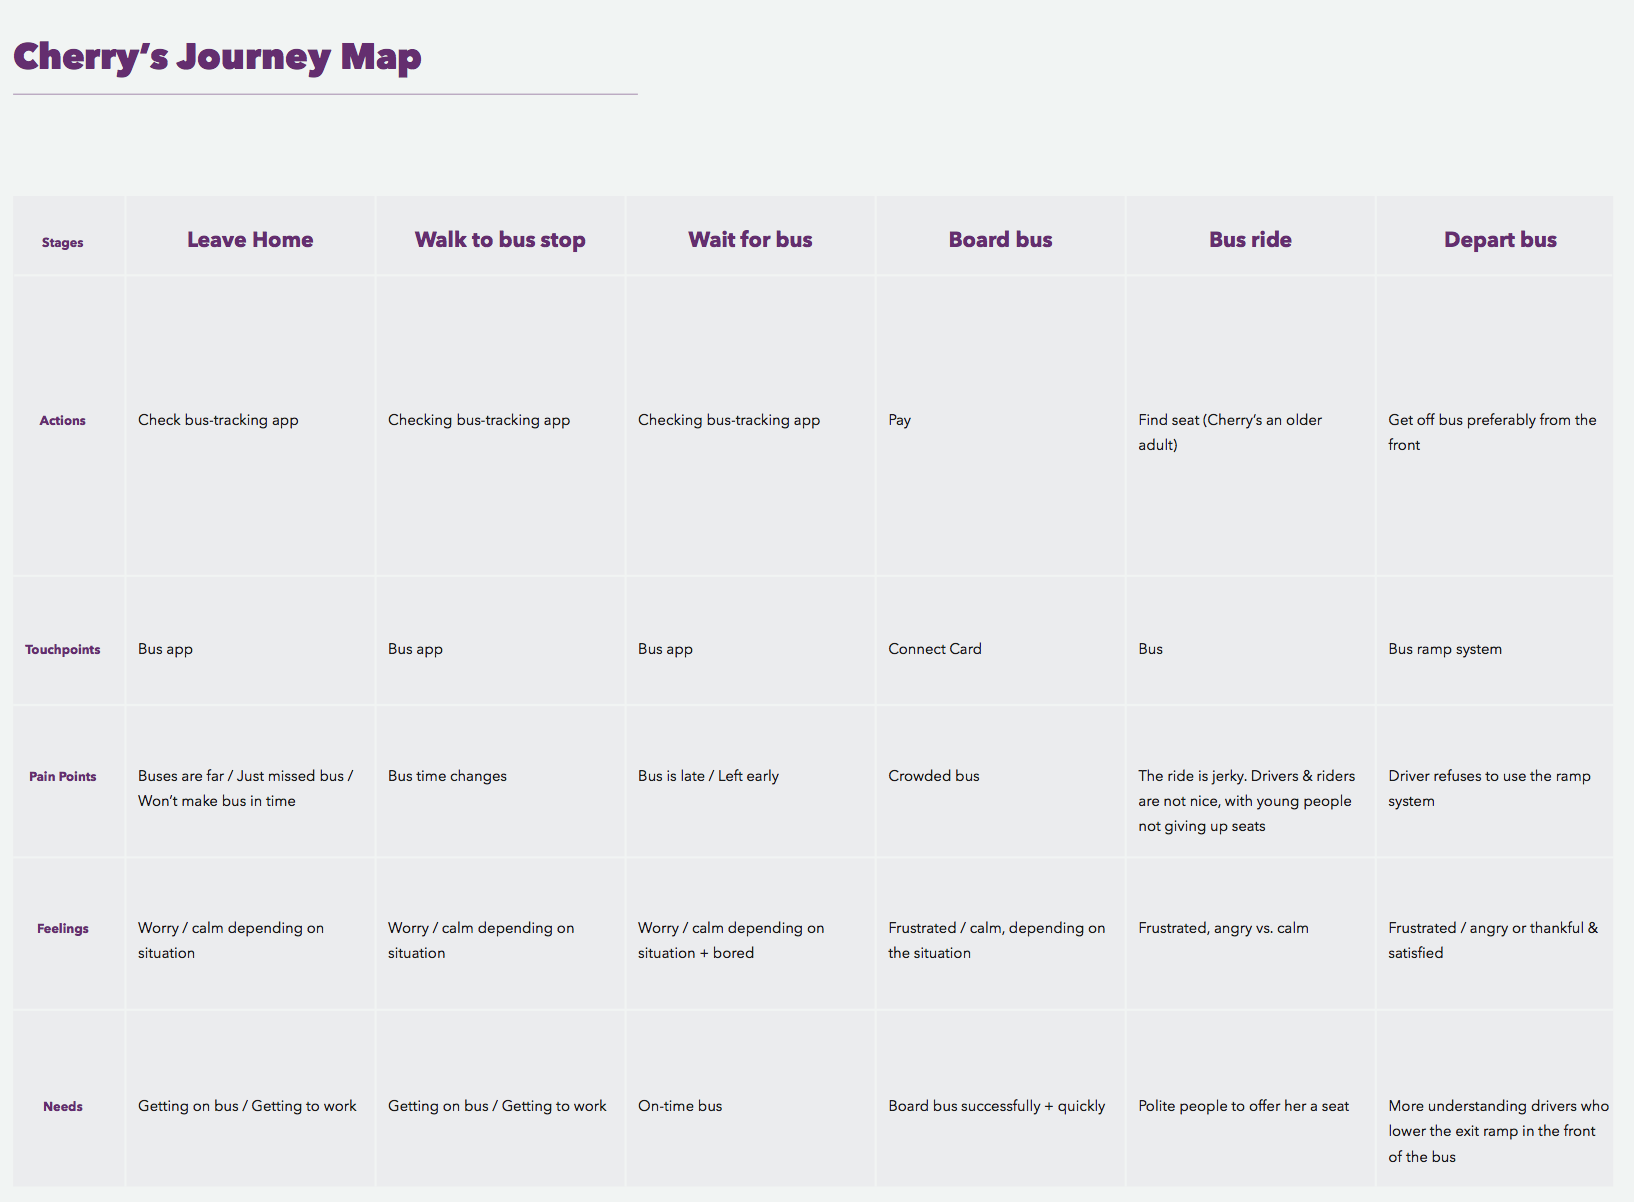 Cherry’s Journey Map
Stages
Leave Home
Walk to bus stop
Wait for bus
Board bus
Bus ride
Depart bus
Actions
Check bus-tracking app
Checking bus-tracking app
Checking bus-tracking app
Pay
Find seat (Cherry’s an older
adult)
Get off bus preferably from the
front
Touchpoints
Bus app
Bus app
Bus app
Connect Card
Bus
Bus ramp system
Pain Points
Buses are far / Just missed bus /
Won’t make bus in time
Bus time changes
Bus is late / Left early
Crowded bus
The ride is jerky. Drivers & riders
are not nice, with young people
not giving up seats
Driver refuses to use the ramp
system
Feelings
Worry / calm depending on
situation
Worry / calm depending on
situation
Worry / calm depending on
situation + bored
Frustrated / calm, depending on
the situation
Frustrated, angry vs. calm
Frustrated / angry or thankful &
satisfied
Needs
Getting on bus / Getting to work
Getting on bus / Getting to work
On-time bus
Board bus successfully + quickly
Polite people to offer her a seat
More understanding drivers who
lower the exit ramp in the front
of the bus